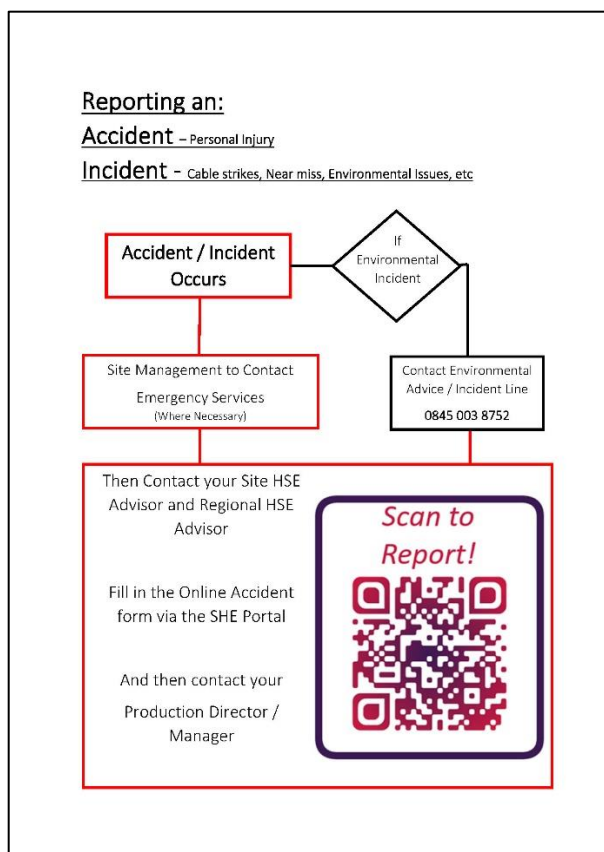 Reporting an:
Accident – Personal Injury
Incident - Cable strikes, Near miss, Environmental Issues, etc
Accident / Incident
Occurs
If
Environmental
Incident
Site Management to Contact
Emergency Services
(Where Necessary)
Contact Environmental
Advice / Incident Line
0845 003 8752
Then Contact your Site HSE
Advisor and Regional HSE
Advisor
Fill in the Online Accident
form via the SHE Portal
And then contact your
Production Director /
Manager
Scan to
Report!